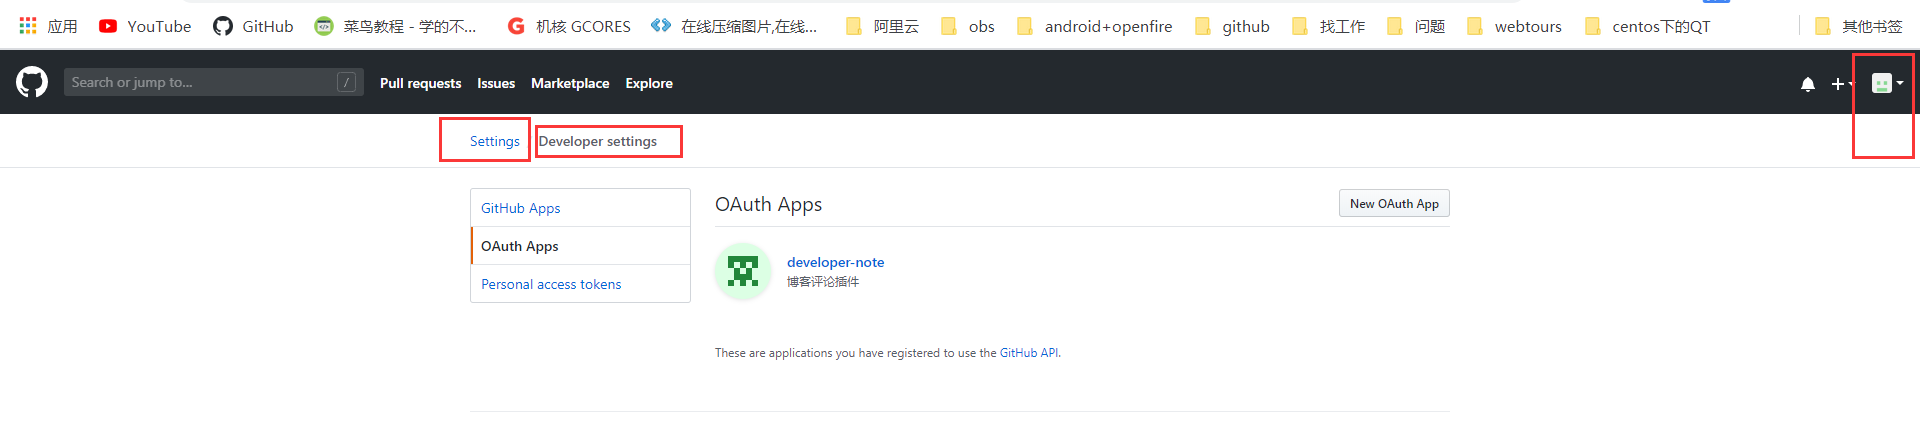 应用 YouTube GitHub 菜鸟教程 - 学的不... 机核 GCORES 在线压缩图片,在线... 阿里云 obs android+openfire github 找工作 问题 webtours centos下的QT 其他书签
Search or jump to... / Pull requests Issues Marketplace Explore
Settings Developer settings
GitHub Apps
OAuth Apps
Personal access tokens
OAuth Apps New OAuth App
developer-note
博客评论插件
These are applications you have registered to use the GitHub API.